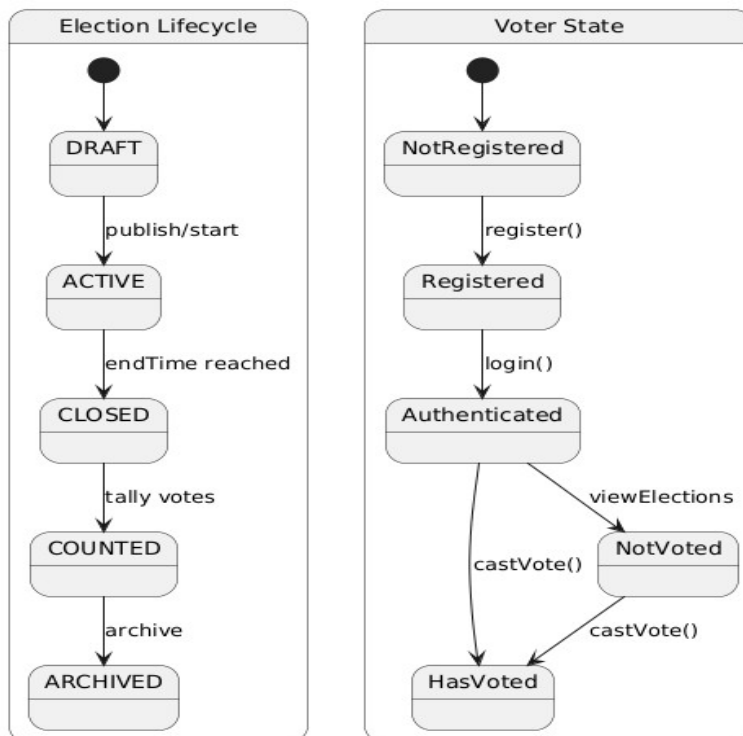 Election Lifecycle
DRAFT
publish/start
ACTIVE
endTime reached
CLOSED
tally votes
COUNTED
archive
ARCHIVED
Voter State
NotRegistered
register()
Registered
login()
Authenticated
viewElections
NotVoted
castVote()
castVote()
HasVoted